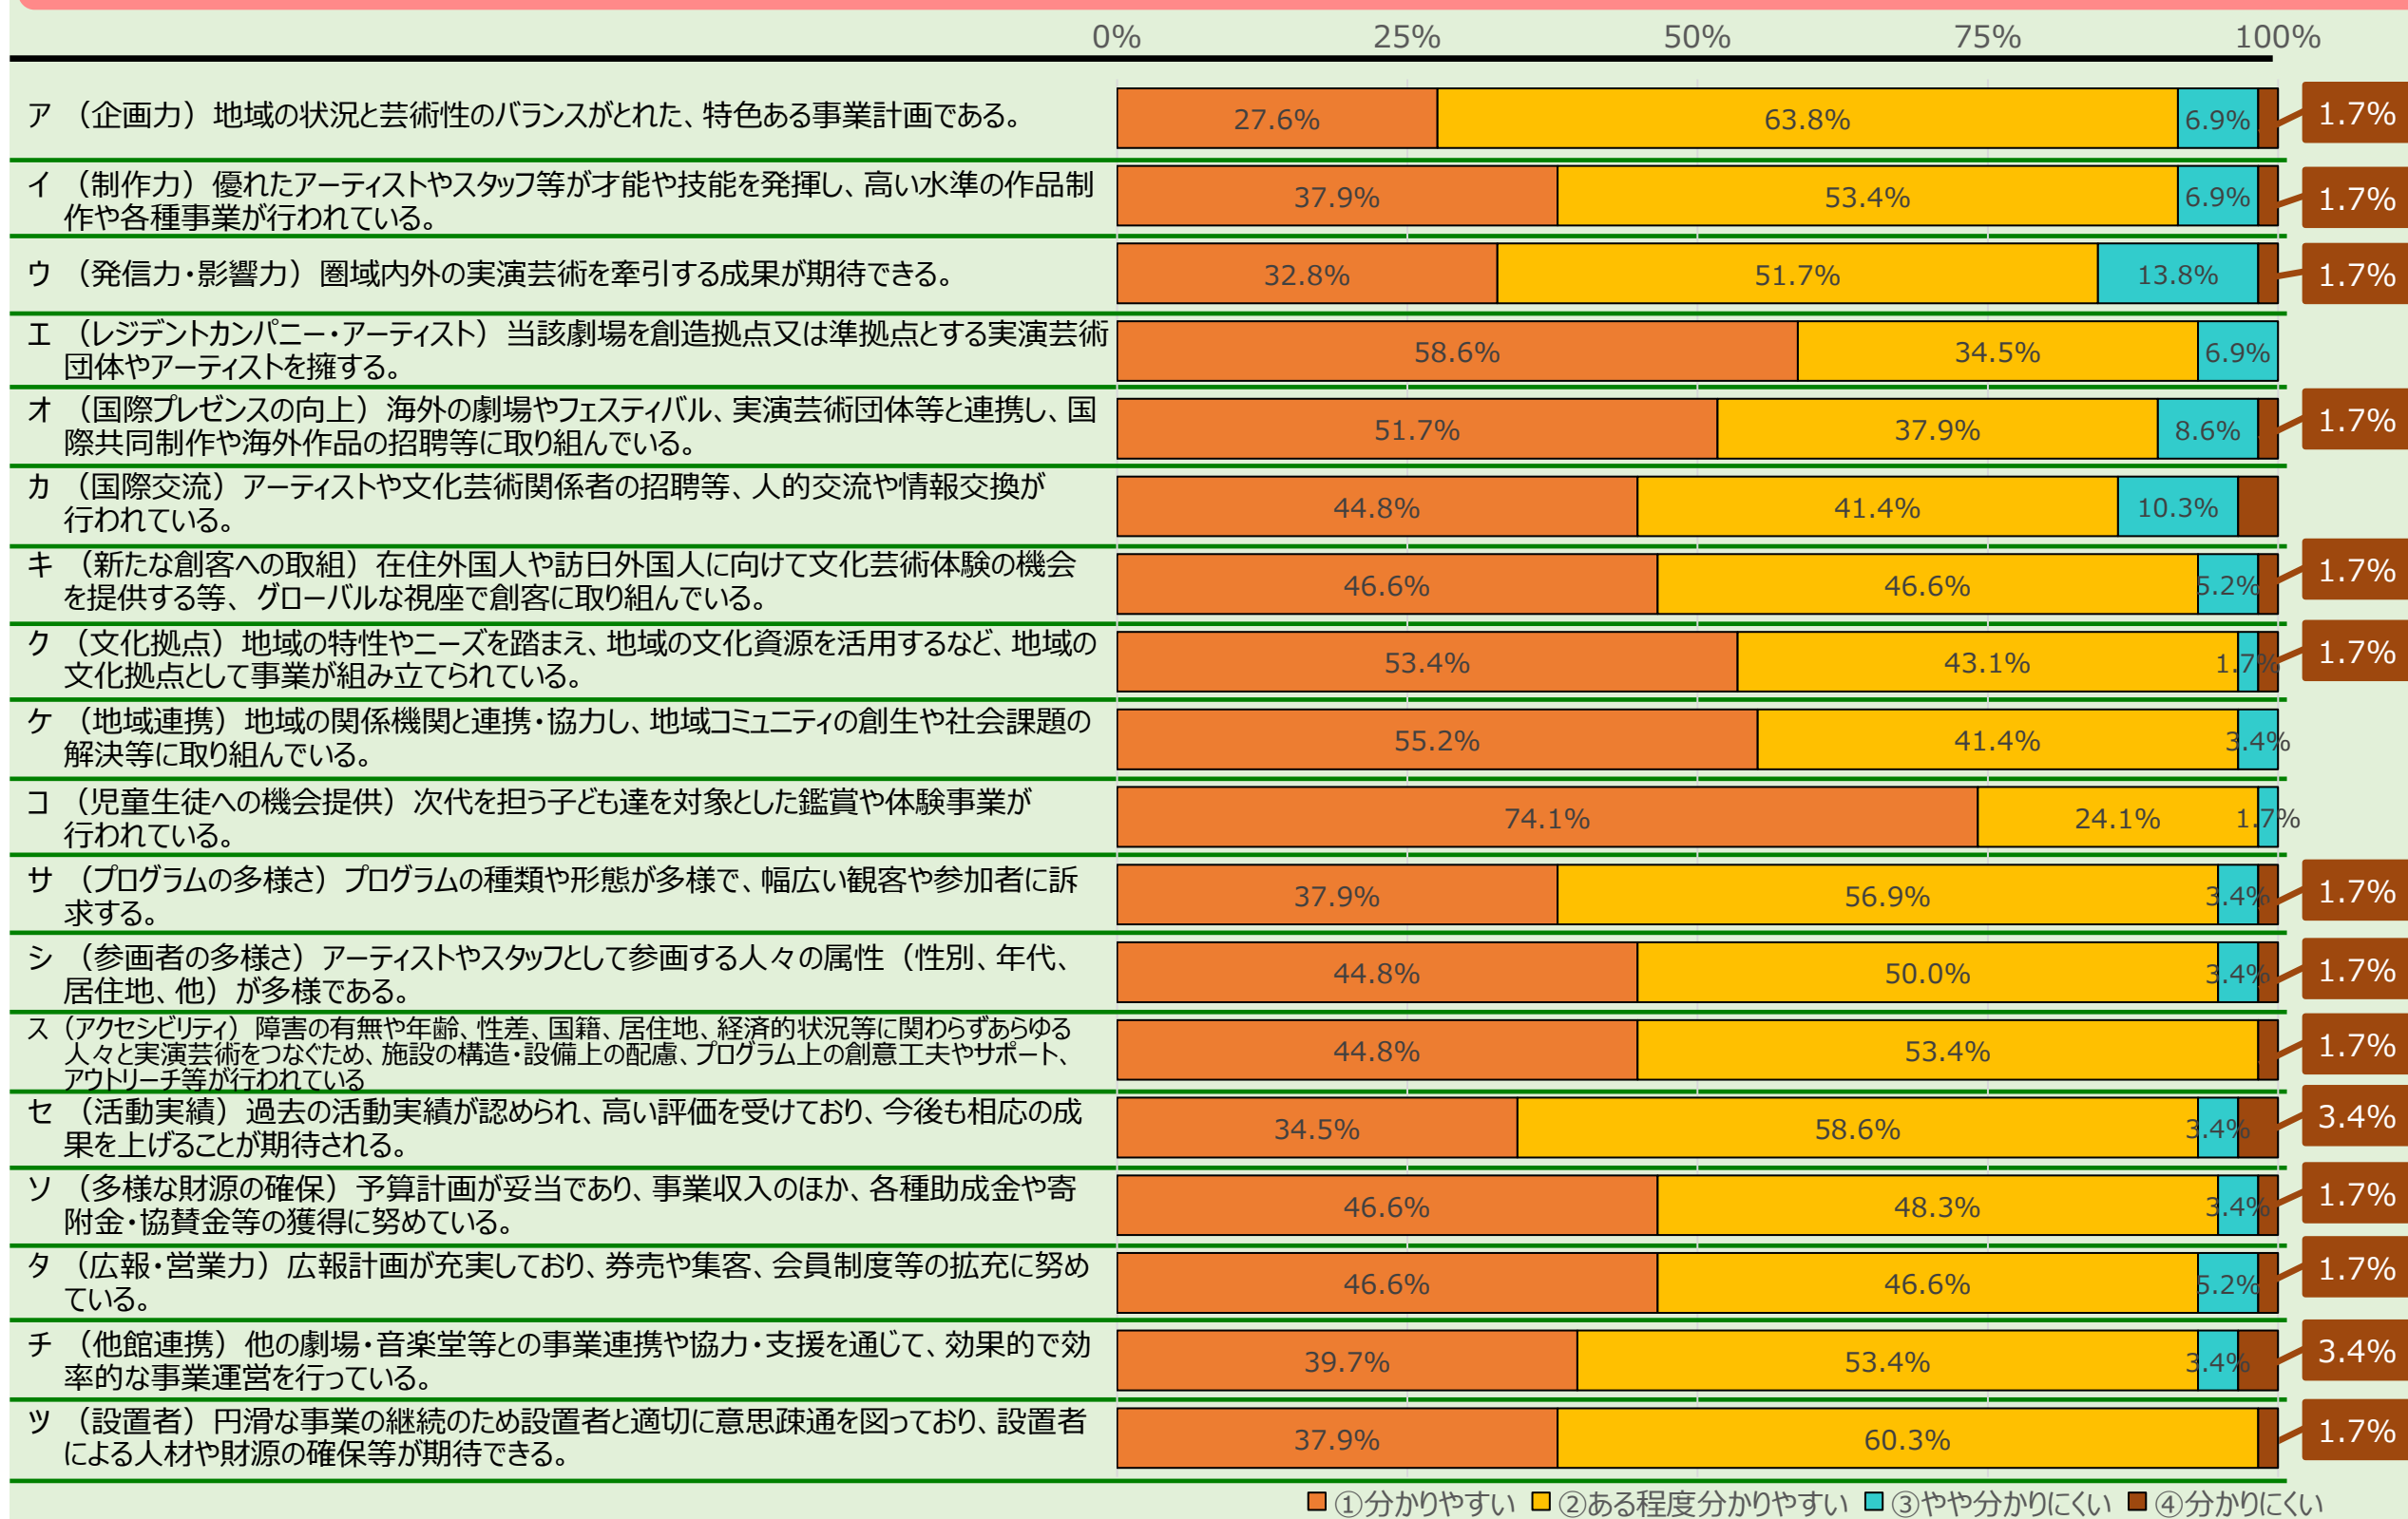 0% 25% 50% 75% 100%
ア （企画力）地域の状況と芸術性のバランスがとれた、特色ある事業計画である。
27.6% 63.8% 6.9% 1.7%
イ （制作力）優れたアーティストやスタッフ等が才能や技能を発揮し、高い水準の作品制
作や各種事業が行われている。
37.9% 53.4% 6.9% 1.7%
ウ （発信力・影響力）圏域内外の実演芸術を牽引する成果が期待できる。
32.8% 51.7% 13.8% 1.7%
エ （レジデントカンパニー・アーティスト）当該劇場を創造拠点又は準拠点とする実演芸術
団体やアーティストを擁する。
58.6% 34.5% 6.9%
オ （国際プレゼンスの向上）海外の劇場やフェスティバル、実演芸術団体等と連携し、国
際共同制作や海外作品の招聘等に取り組んでいる。
51.7% 37.9% 8.6% 1.7%
カ （国際交流）アーティストや文化芸術関係者の招聘等、人的交流や情報交換が
行われている。
44.8% 41.4% 10.3%
キ （新たな創客への取組）在住外国人や訪日外国人に向けて文化芸術体験の機会
を提供する等、グローバルな視座で創客に取り組んでいる。
46.6% 46.6% 5.2% 1.7%
ク （文化拠点）地域の特性やニーズを踏まえ、地域の文化資源を活用するなど、地域の
文化拠点として事業が組み立てられている。
53.4% 43.1% 1.7% 1.7%
ケ （地域連携）地域の関係機関と連携・協力し、地域コミュニティの創生や社会課題の
解決等に取り組んでいる。
55.2% 41.4% 3.4%
コ （児童生徒への機会提供）次代を担う子ども達を対象とした鑑賞や体験事業が
行われている。
74.1% 24.1% 1.7%
サ （プログラムの多様さ）プログラムの種類や形態が多様で、幅広い観客や参加者に訴
求する。
37.9% 56.9% 3.4% 1.7%
シ （参画者の多様さ）アーティストやスタッフとして参画する人々の属性（性別、年代、
居住地、他）が多様である。
44.8% 50.0% 3.4% 1.7%
ス（アクセシビリティ）障害の有無や年齢、性差、国籍、居住地、経済的状況等に関わらずあらゆる
人々と実演芸術をつなぐため、施設の構造・設備上の配慮、プログラム上の創意工夫やサポート、
アウトリーチ等が行われている
44.8% 53.4% 1.7%
セ （活動実績）過去の活動実績が認められ、高い評価を受けており、今後も相応の成
果を上げることが期待される。
34.5% 58.6% 3.4% 3.4%
ソ （多様な財源の確保）予算計画が妥当であり、事業収入のほか、各種助成金や寄
附金・協賛金等の獲得に努めている。
46.6% 48.3% 3.4% 1.7%
タ （広報・営業力）広報計画が充実しており、券売や集客、会員制度等の拡充に努め
ている。
46.6% 46.6% 5.2% 1.7%
チ （他館連携）他の劇場・音楽堂等との事業連携や協力・支援を通じて、効果的で効
率的な事業運営を行っている。
39.7% 53.4% 3.4% 3.4%
ツ （設置者）円滑な事業の継続のため設置者と適切に意思疎通を図っており、設置者
による人材や財源の確保等が期待できる。
37.9% 60.3% 1.7%
①分かりやすい ②ある程度分かりやすい ③やや分かりにくい ④分かりにくい